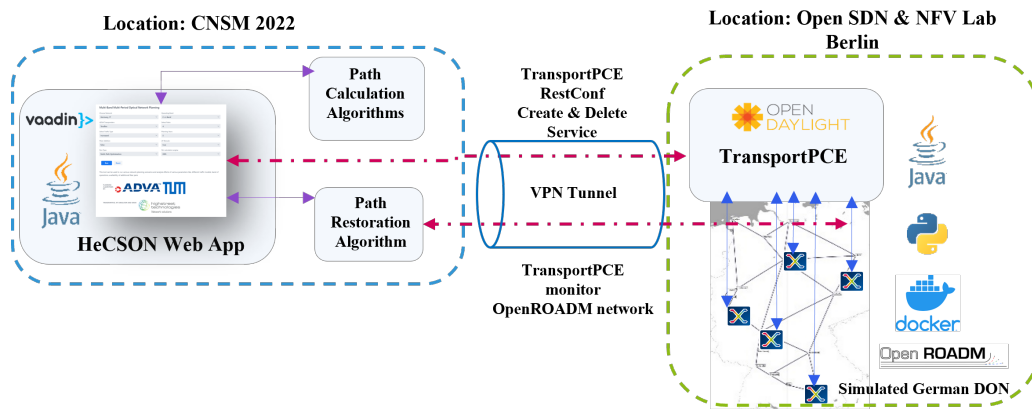 Location: CNSM 2022
Location: Open SDN & NFV Lab
Berlin
Path
Calculation
Algorithms
vaadin}>
Java
ADVA TUM
HeCSON Web App
Path
Restoration
Algorithm
TransportPCE
RestConf
Create & Delete
Service
VPN Tunnel
TransportPCE
monitor
OpenROADM network
OPEN
DAYLIGHT
TransportPCE
Java
docker
Open ROADM
Simulated German DON